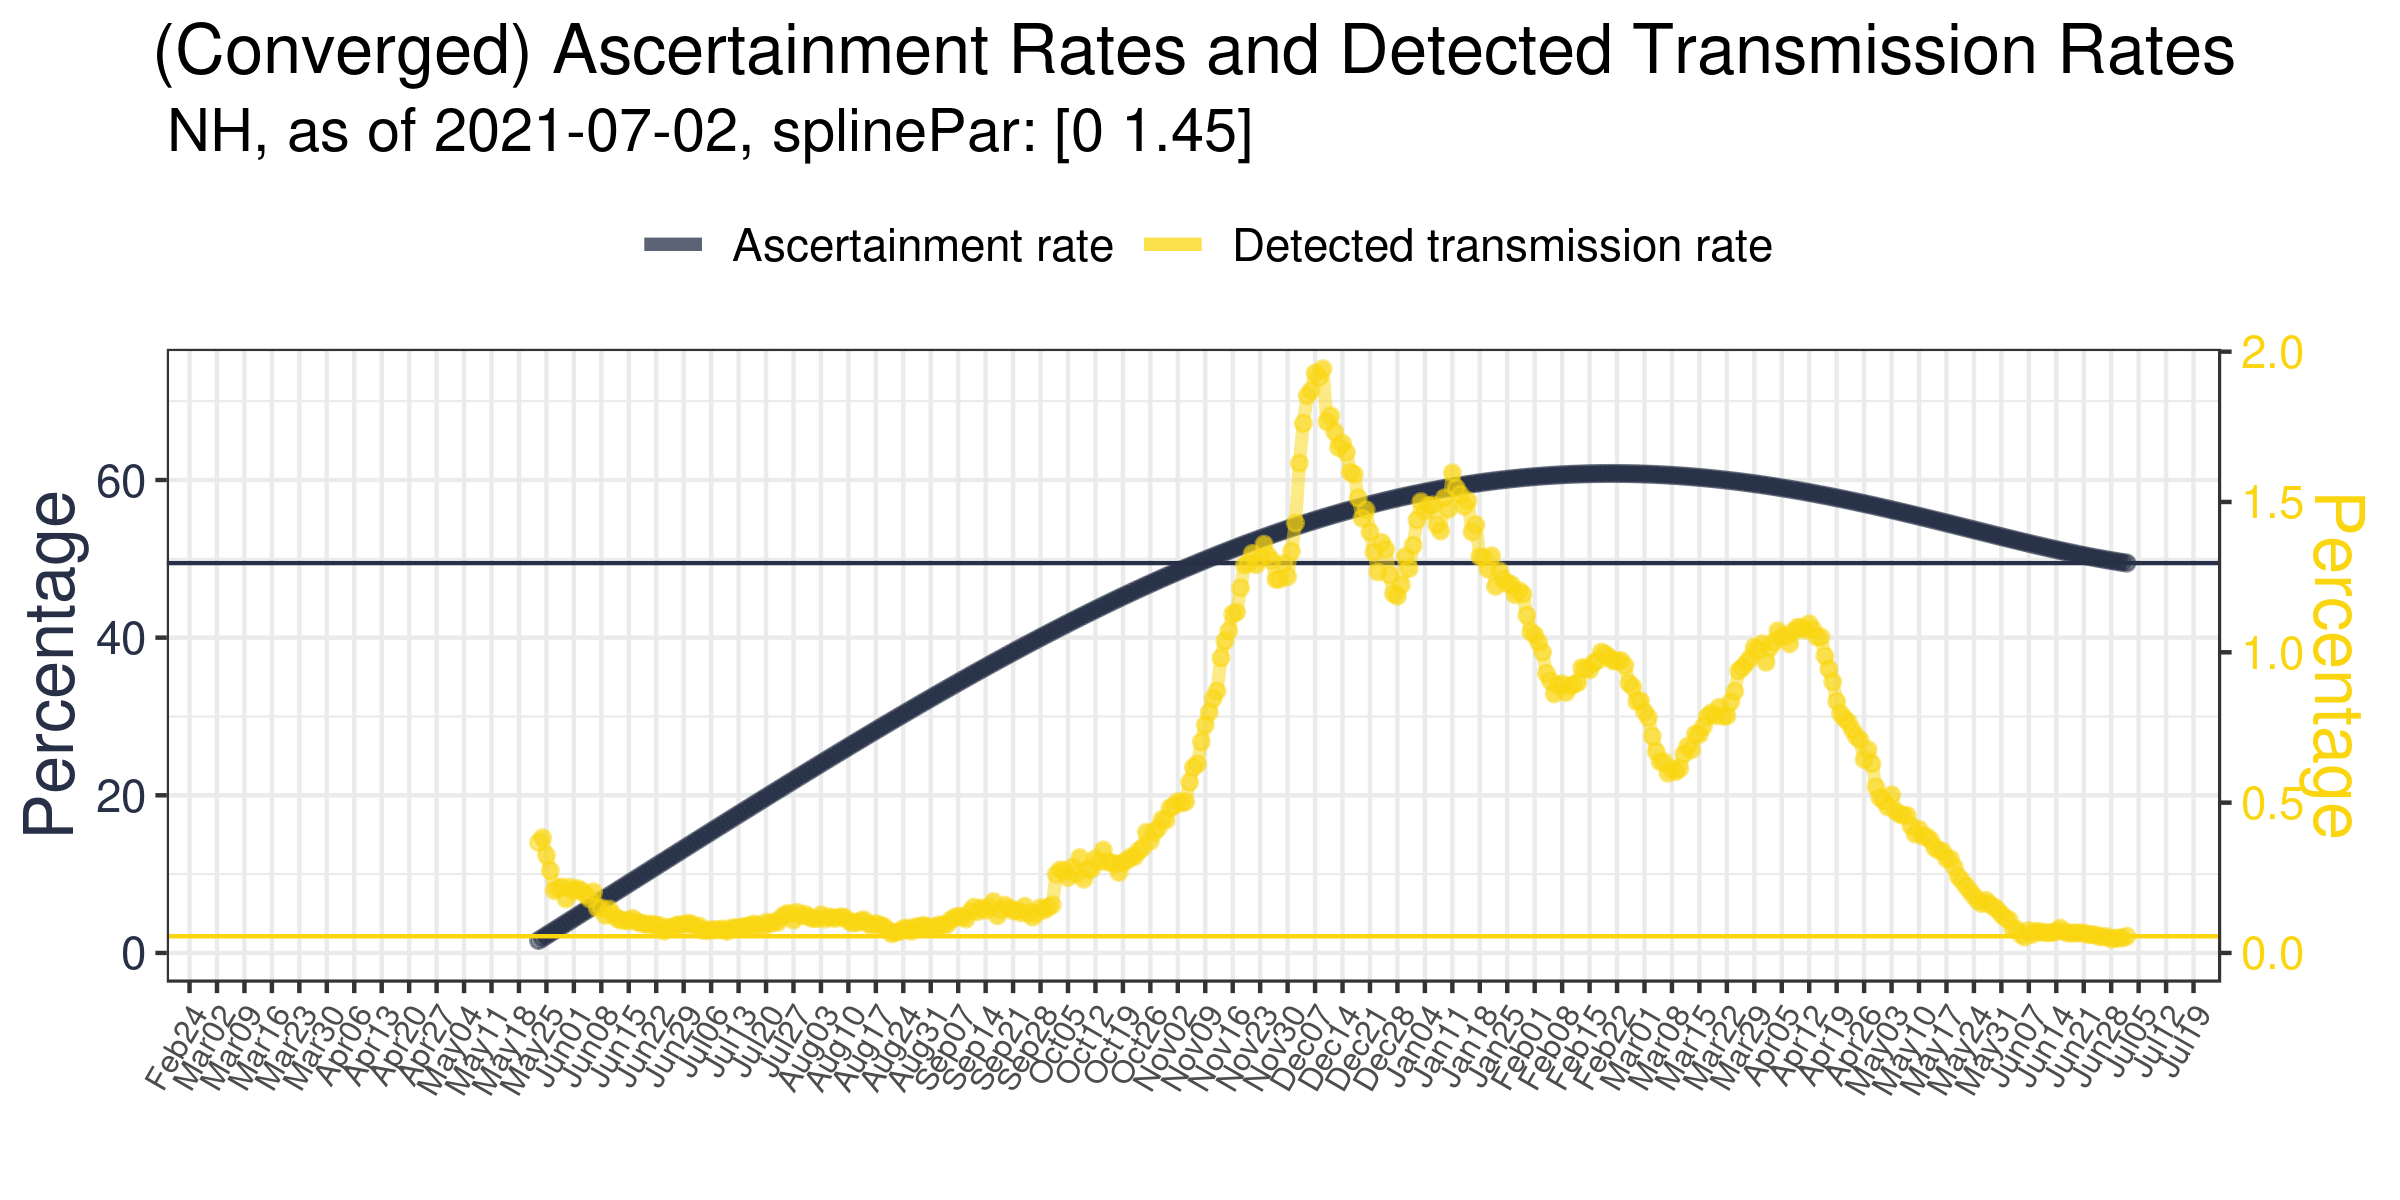 (Converged) Ascertainment Rates and Detected Transmission Rates
NH, as of 2021-07-02, splinePar: [0 1.45]
Ascertainment rate
Detected transmission rate
Percentage
60
40
20
0
2.0
1.5
1.0
0.5
0.0
Percentage
Feb24
Mar02
Mar09
Mar16
Mar23
Mar30
Apr06
Apr13
Apr20
Apr27
May04
May11
May18
May25
Jun01
Jun08
Jun15
Jun22
Jun29
Jul06
Jul13
Jul20
Jul27
Aug03
Aug10
Aug17
Aug24
Aug31
Sep07
Sep14
Sep21
Sep28
Oct05
Oct12
Oct19
Oct26
Nov02
Nov09
Nov16
Nov23
Nov30
Dec07
Dec14
Dec21
Dec28
Jan04
Jan11
Jan18
Jan25
Feb01
Feb08
Feb15
Feb22
Mar01
Mar08
Mar15
Mar22
Mar29
Apr05
Apr12
Apr19
Apr26
May03
May10
May17
May24
May31
Jun07
Jun14
Jun21
Jun28
Jul05
Jul12
Jul19